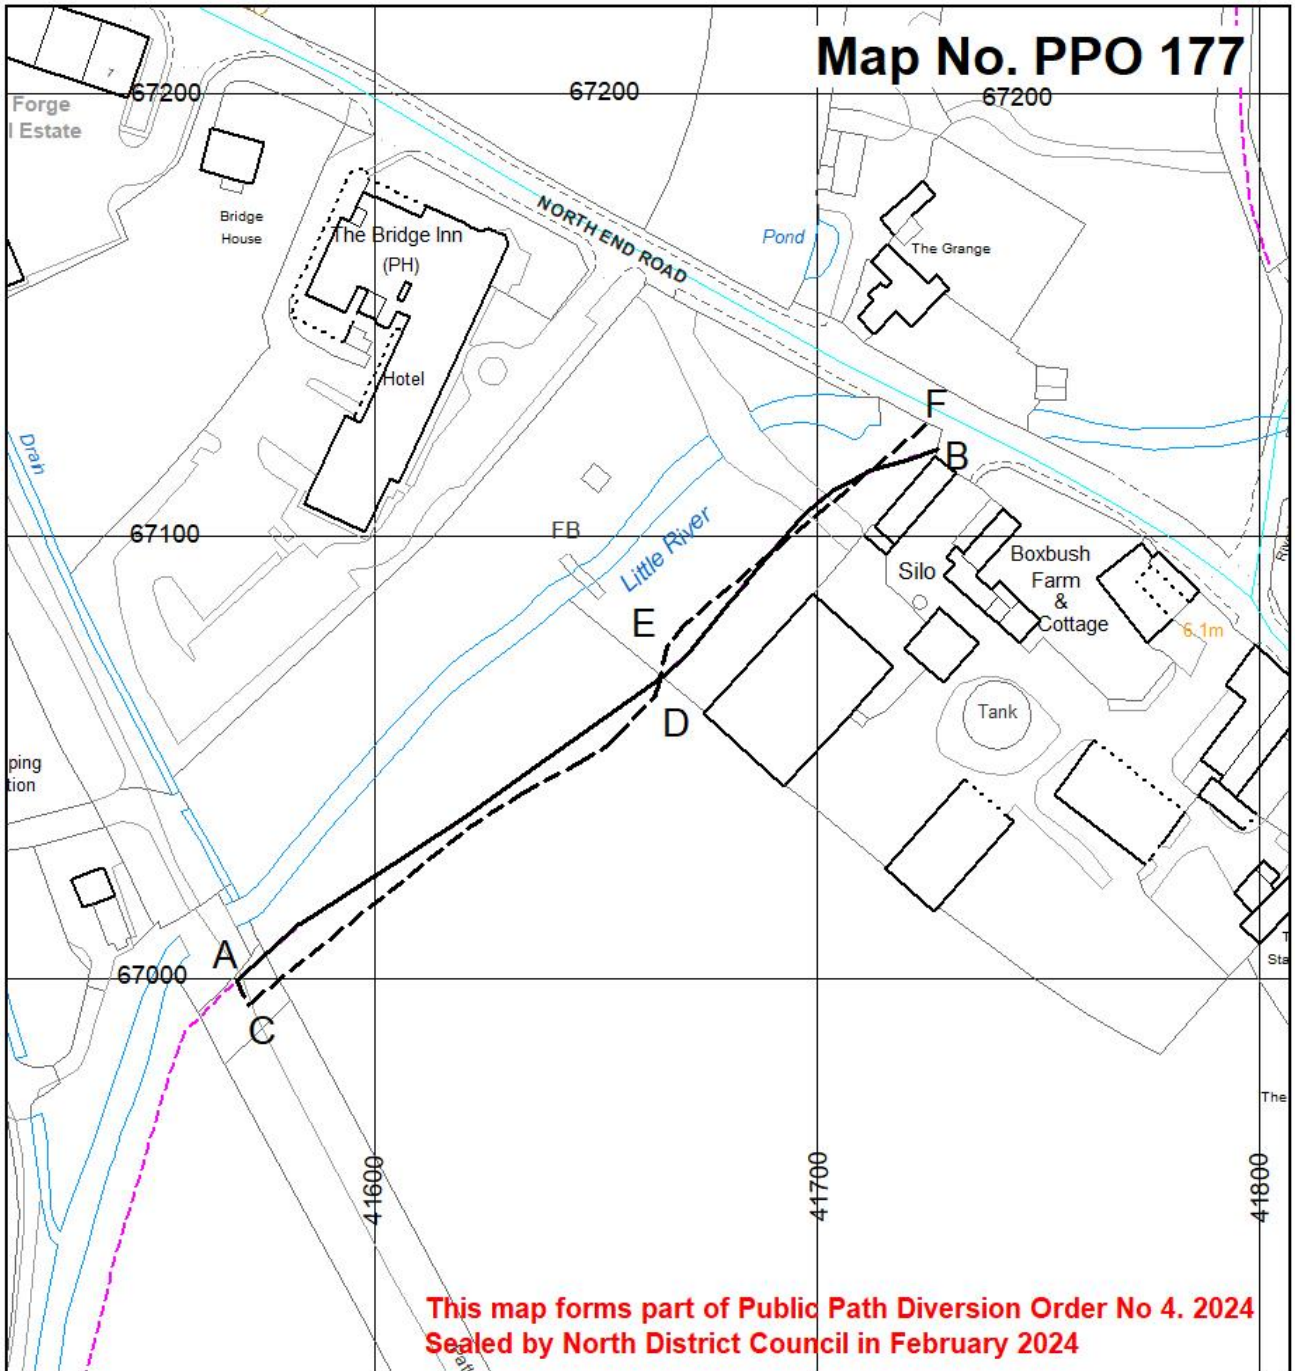 Map No. PPO 177
7
67200
67200
67200
Forge
l Estate
Bridge
House
The Bridge Inn
(PH)
NORTH END ROAD
Pond
The Grange
Hotel
F
B
Drain
67100
FB
Little River
Silo
Boxbush
Farm
&
Cottage
6.1m
E
D
Tank
ping
tion
A
67000
C
Sta
The
41600
41700
41800
This map forms part of Public Path Diversion Order No 4. 2024
Sealed by North District Council in February 2024